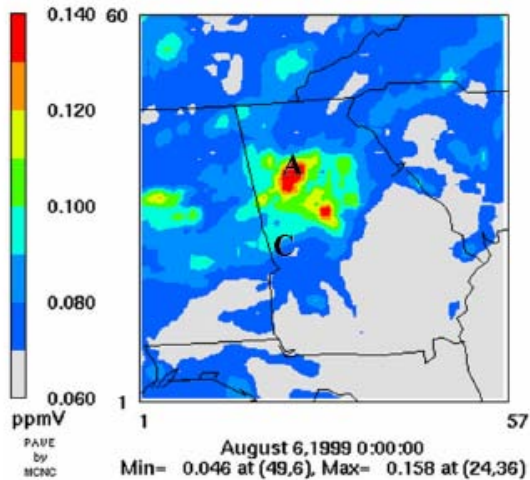 0.140
0.120
0.100
0.080
0.060
ppmV
PAVE
by
MCNC
60
1
A
C
1 57
August 6,1999 0:00:00
Min= 0.046 at (49,6), Max= 0.158 at (24,36)